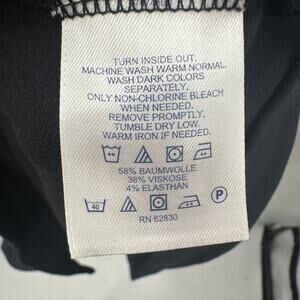 TURN INSIDE OUT.
MACHINE WASH WARM NORMAL.
WASH DARK COLORS
SEPARATELY.
ONLY NON-CHLORINE BLEACH
WHEN NEEDED.
REMOVE PROMPTLY.
TUMBLE DRY LOW.
WARM IRON IF NEEDED.
58% BAUMWOLLE
38% VISKOSE
4% ELASTHAN
40 P
RN 62830